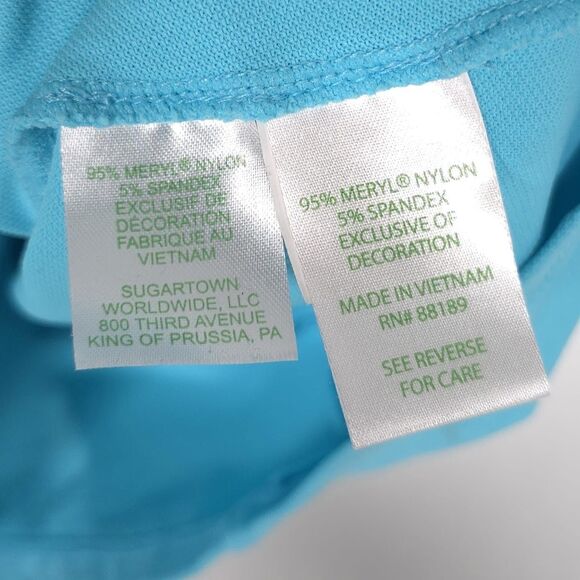 95% MERYL® NYLON
5% SPANDEX
EXCLUSIF DE
DÉCORATION
FABRIQUE AU
VIETNAM
SUGARTOWN
WORLDWIDE, LLC
800 THIRD AVENUE
KING OF PRUSSIA, PA
95% MERYL® NYLON
5% SPANDEX
EXCLUSIVE OF
DECORATION
MADE IN VIETNAM
RN# 88189
SEE REVERSE
FOR CARE